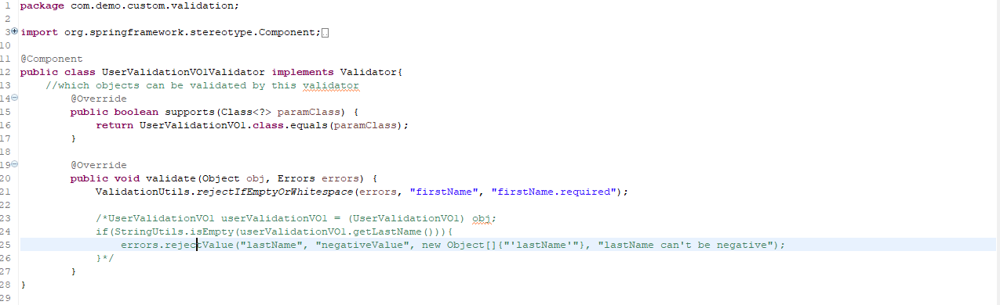 1 package com.demo.custom.validation;
2
3 import org.springframework.stereotype.Component;
10
11 @Component
12 public class UserValidationVO1Validator implements Validator{
13 //which objects can be validated by this validator
14 @Override
15 public boolean supports(Class<?> paramClass) {
16 return UserValidationVO1.class.equals(paramClass);
17 }
18
19 @Override
20 public void validate(Object obj, Errors errors) {
21 ValidationUtils.rejectIfEmptyOrWhitespace(errors, "firstName", "firstName.required");
22
23 /*UserValidationVO1 userValidationVO1 = (UserValidationVO1) obj;
24 if(StringUtils.isEmpty(userValidationVO1.getLastName())){
25 errors.rejectValue("lastName", "negativeValue", new Object[]{"'lastName'"}, "lastName can't be negative");
26 }*/
27 }
28 }
29